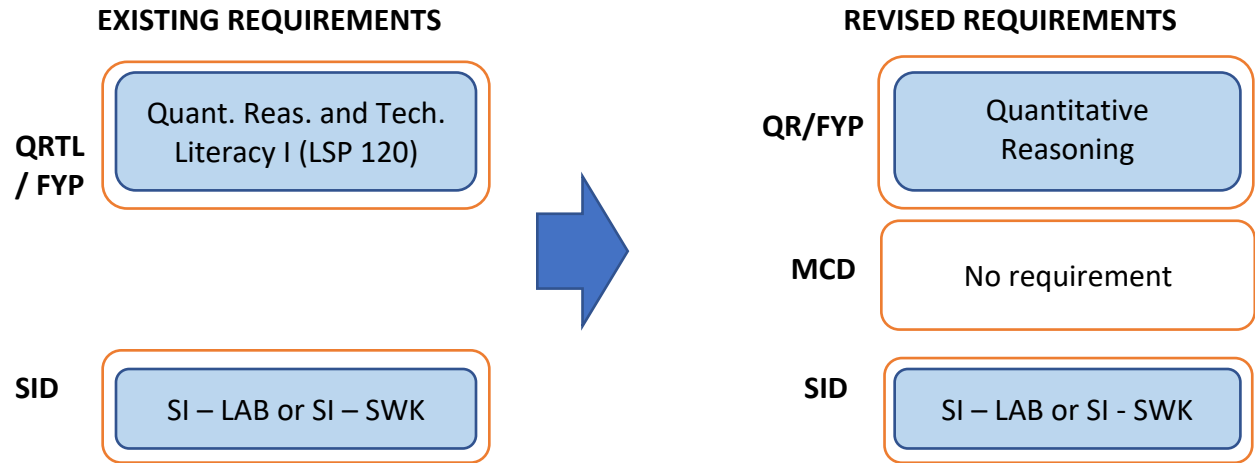 EXISTING REQUIREMENTS
QRTL
/ FYP
Quant. Reas. and Tech.
Literacy I (LSP 120)
SID
SI – LAB or SI – SWK
REVISED REQUIREMENTS
QR/FYP
Quantitative
Reasoning
MCD
No requirement
SID
SI – LAB or SI - SWK